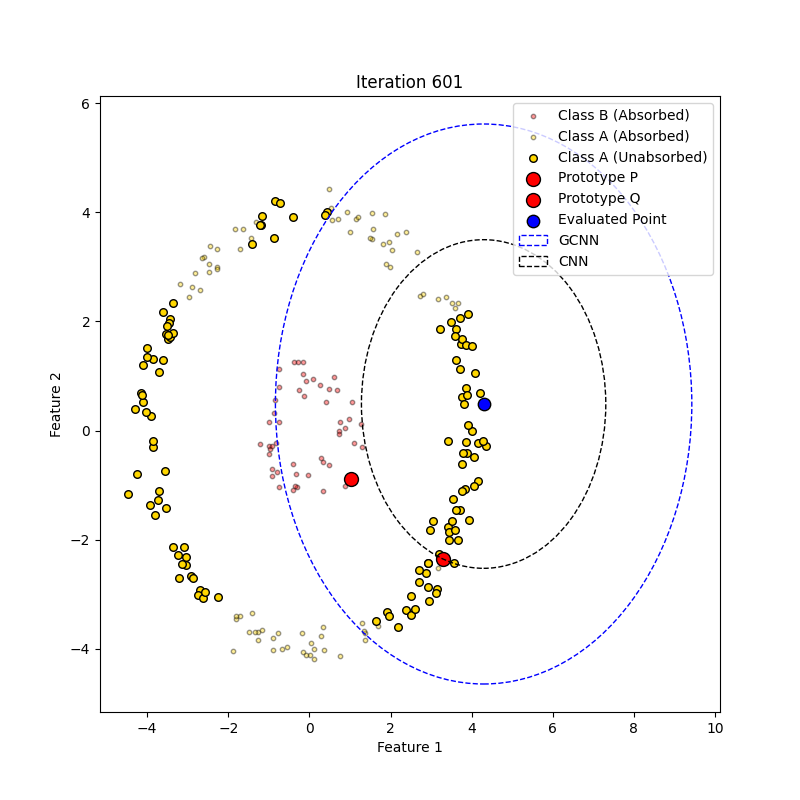 Iteration 601
Class B (Absorbed)
Class A (Absorbed)
Class A (Unabsorbed)
Prototype P
Prototype Q
Evaluated Point
GCNN
CNN
6
4
2
0
−2
−4
Feature 2
−4 −2 0 2 4 6 8 10
Feature 1